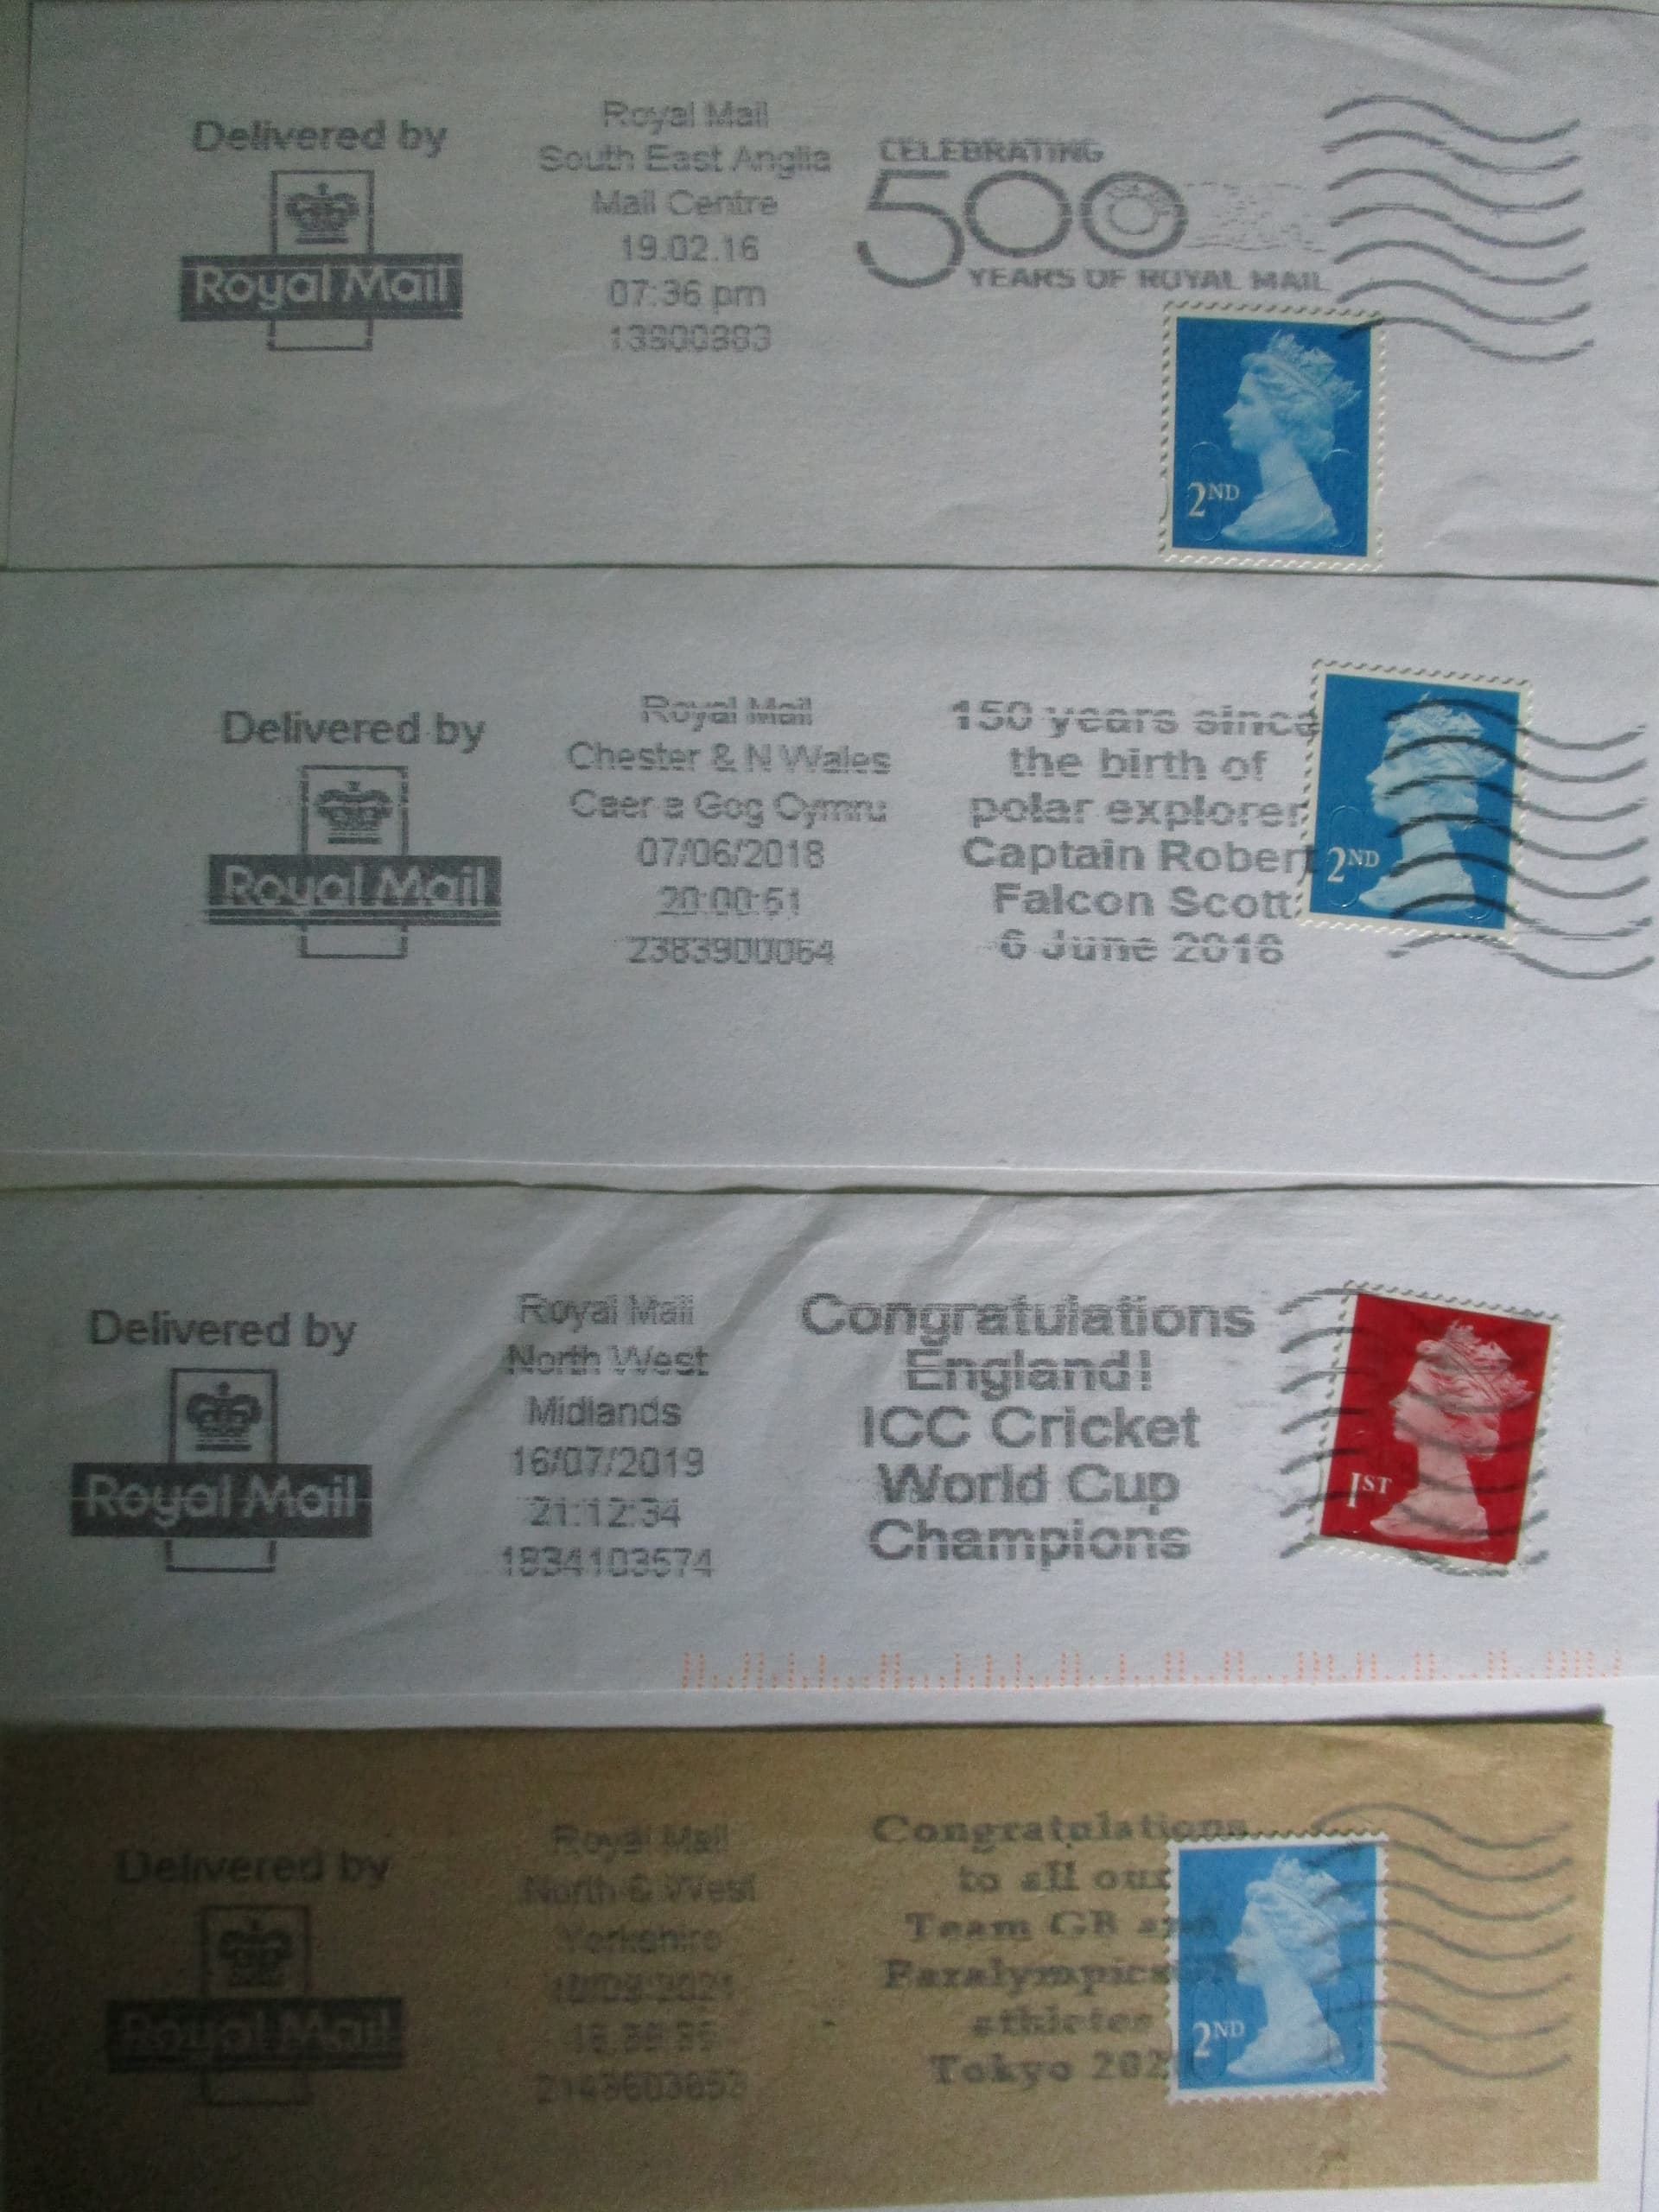 Delivered by
Royal Mail
Royal Mail
South East Anglia
Mail Centre
19.02.16
07:36 pm
CELEBRATING
500
YEARS OF ROYAL MAIL
2ND
Delivered by
Royal Mail
Royal Mail
Chester & N Wales
Caer a Gog Cymru
07/06/2018
20:00:51
2383900064
150 years since
the birth of
polar explorer
Captain Robert
Falcon Scott
6 June 2018
2ND
Delivered by
Royal Mail
Royal Mail
North West
Midlands
16/07/2019
21:12:34
1834103574
Congratulations
England!
ICC Cricket
World Cup
Champions
1ST
Delivered by
Royal Mail
Royal Mail
North & West
Yorkshire
Congratulations
to all our
Team GB and
Paralympics
athletes
Tokyo 202
2ND